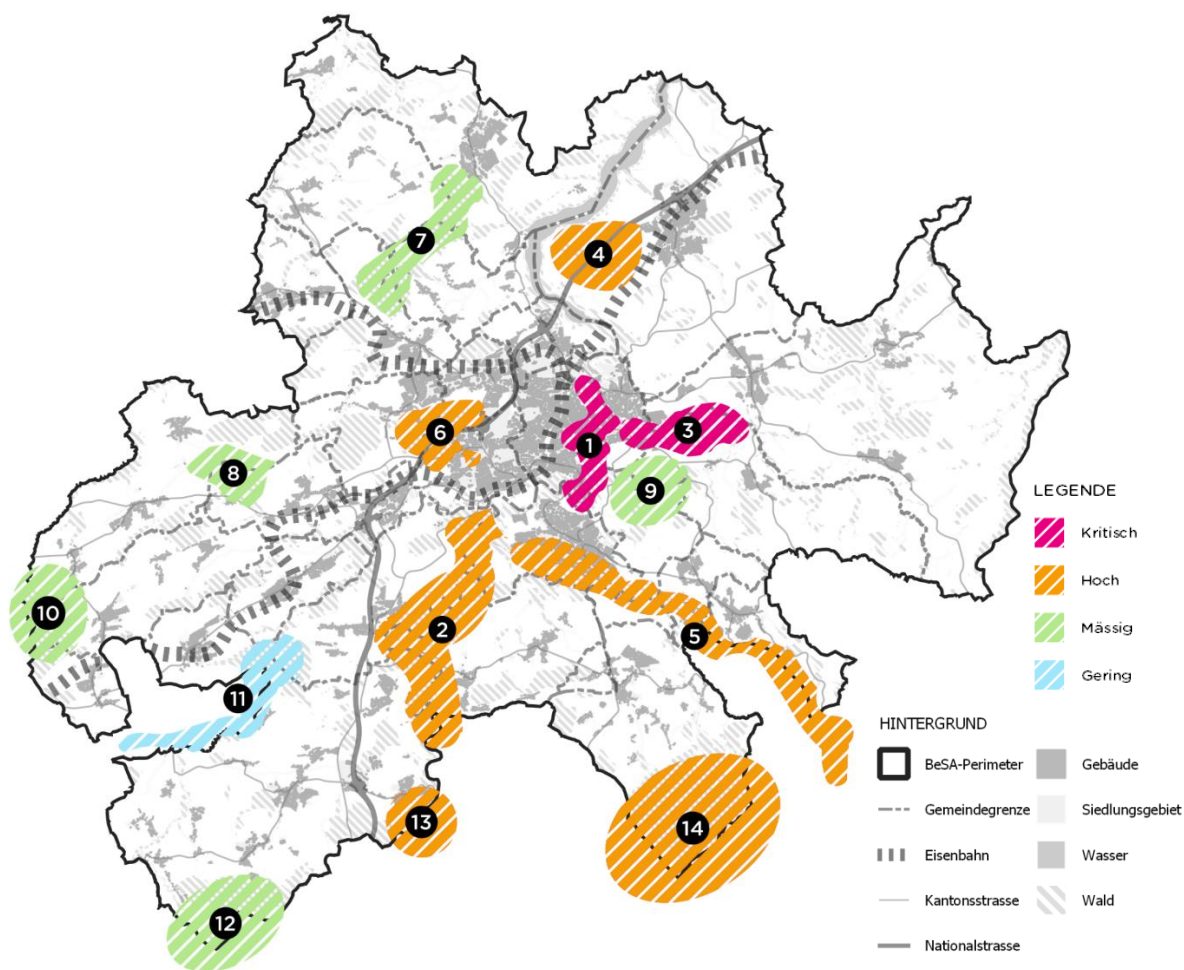 7
4
6
1
3
8
9
10
2
5
11
13
14
12
LEGENDE
Kritisch
Hoch
Mässig
Gering
HINTERGRUND
BeSA-Perimeter
Gemeindegrenze
Eisenbahn
Kantonsstrasse
Nationalstrasse
Gebäude
Siedlungsgebiet
Wasser
Wald